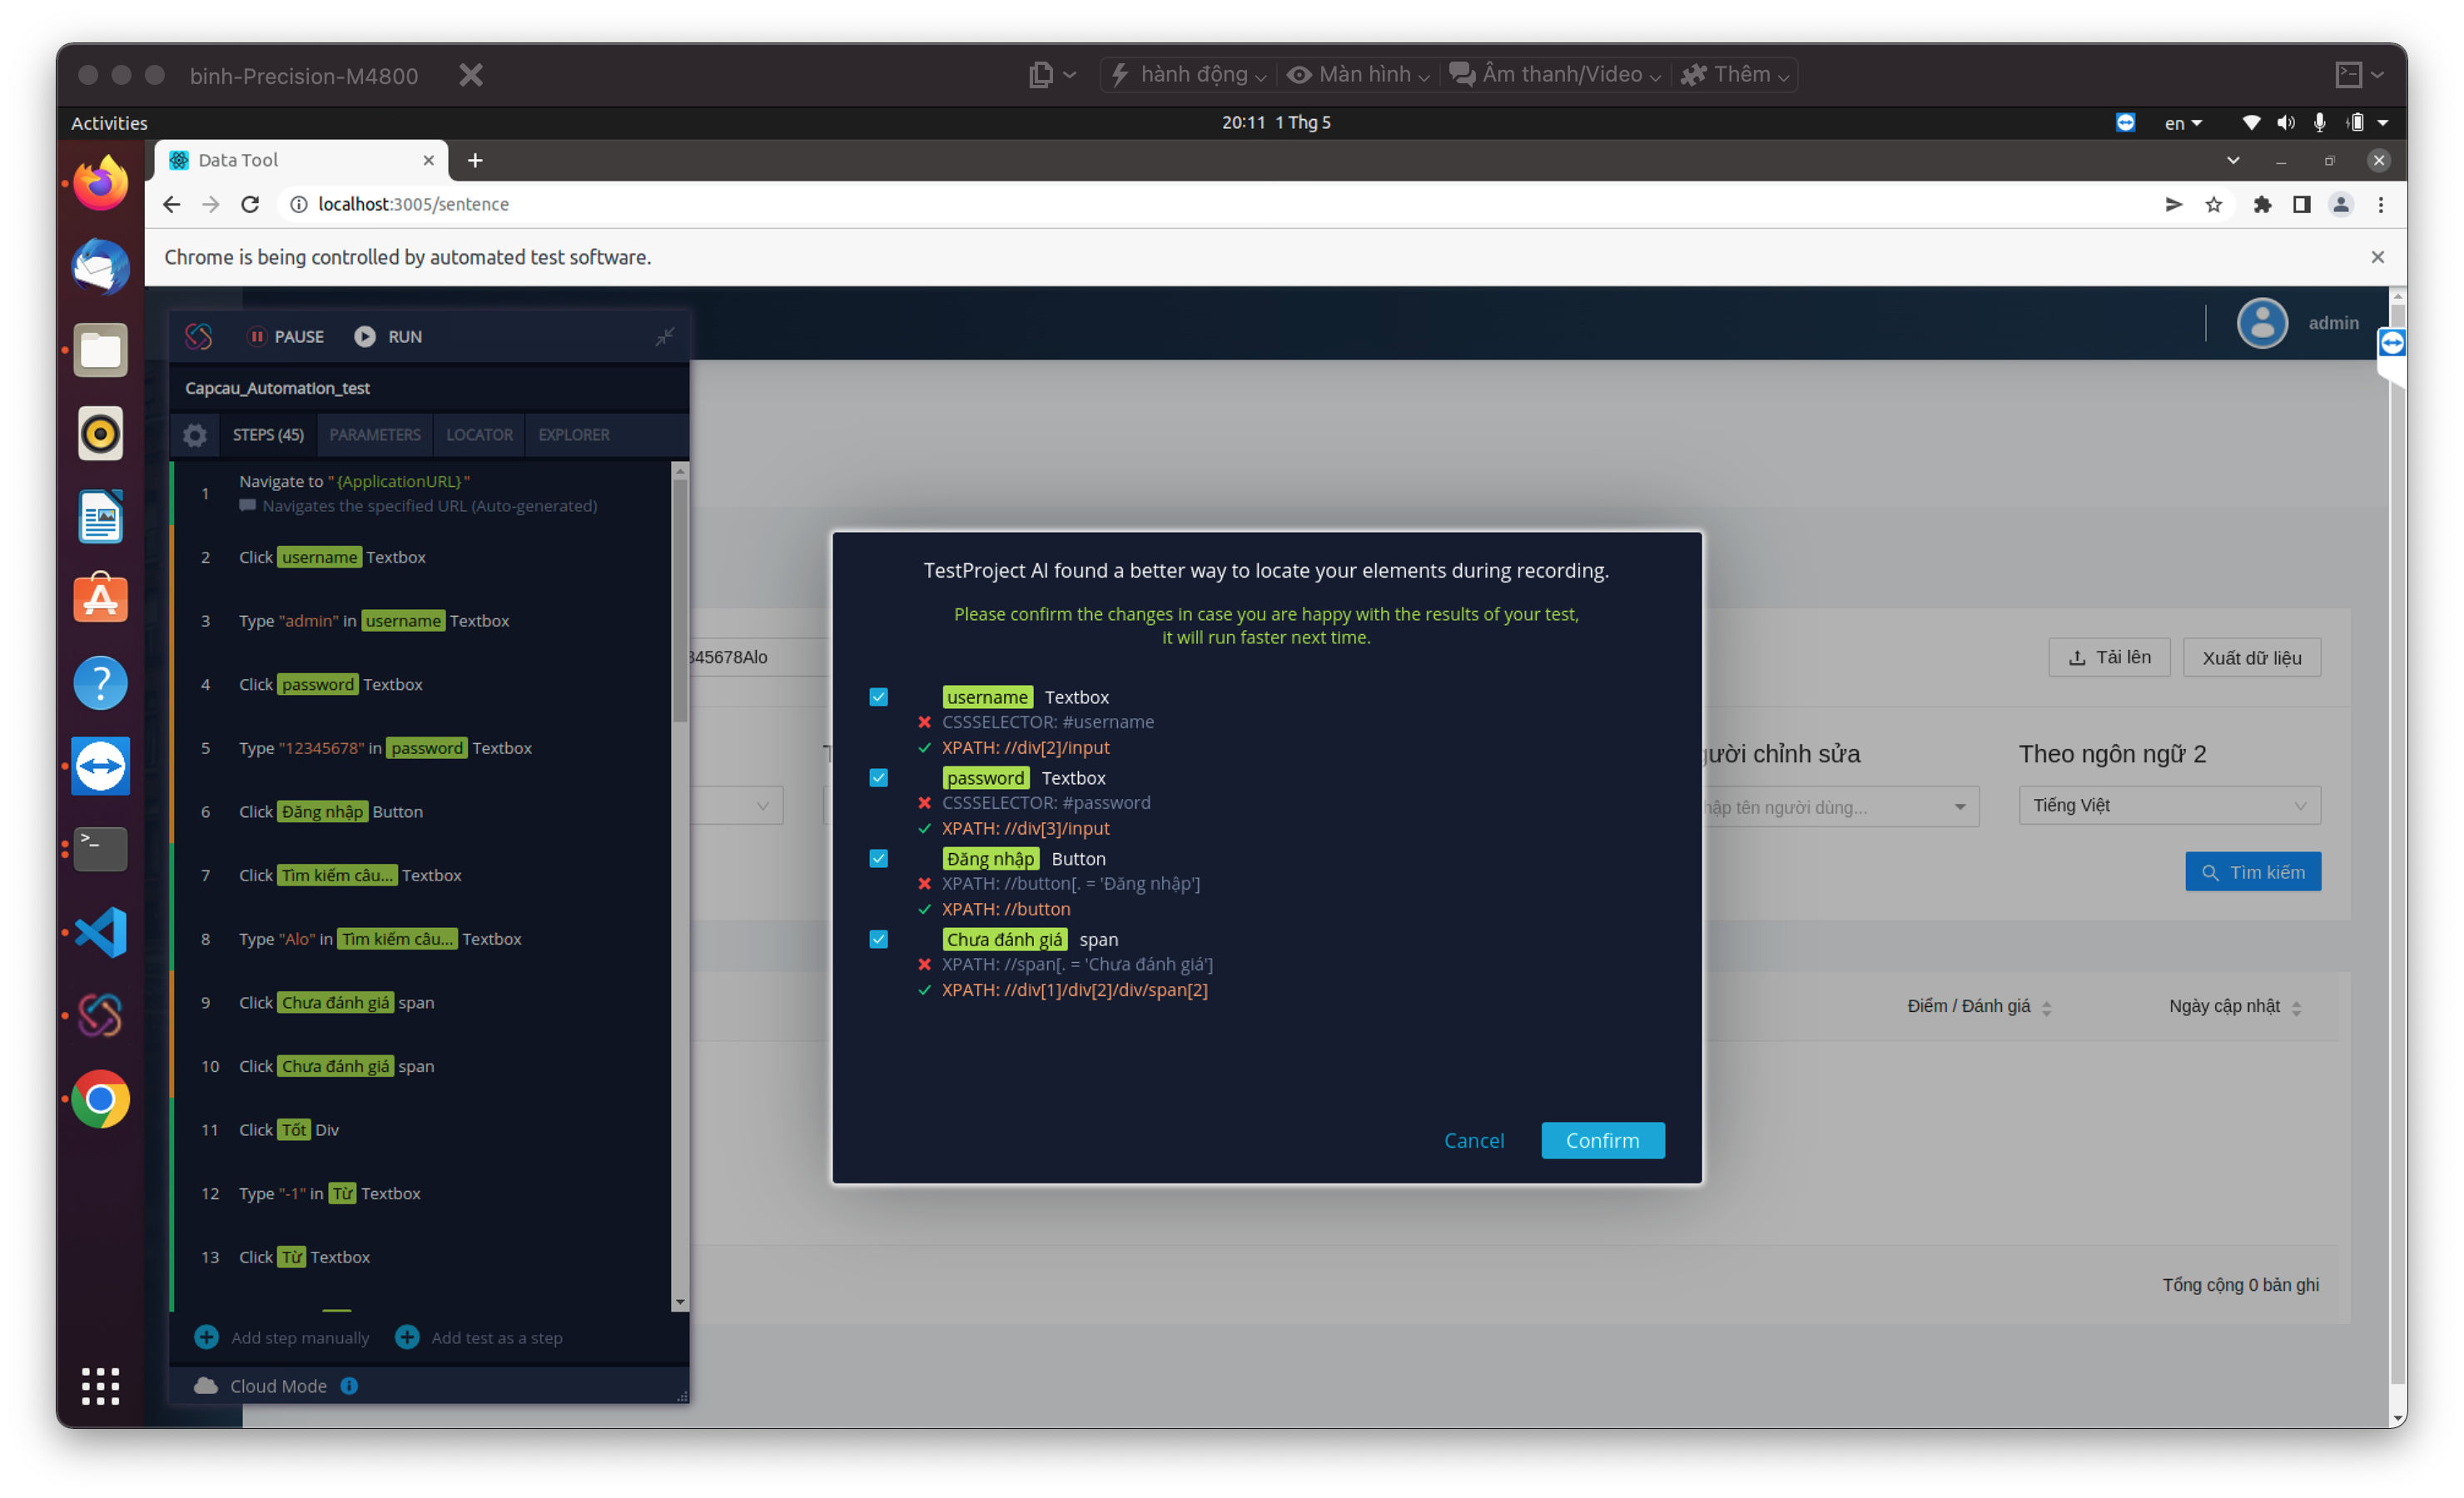 binh-Precision-M4800
hành động
Màn hình
Âm thanh/Video
Thêm
Activities
20:11 1 Thg 5
en
Data Tool
localhost:3005/sentence
Chrome is being controlled by automated test software.
admin
PAUSE
RUN
Capcau_Automation_test
STEPS (45)
PARAMETERS
LOCATOR
EXPLORER
1 Navigate to "{ApplicationURL}"
Navigates the specified URL (Auto-generated)
2 Click username Textbox
3 Type "admin" in username Textbox
4 Click password Textbox
5 Type "12345678" in password Textbox
6 Click Đăng nhập Button
7 Click Tìm kiếm câu... Textbox
8 Type "Alo" in Tìm kiếm câu... Textbox
9 Click Chưa đánh giá span
10 Click Chưa đánh giá span
11 Click Tốt Div
12 Type "-1" in Từ Textbox
13 Click Từ Textbox
Add step manually
Add test as a step
Cloud Mode
TestProject AI found a better way to locate your elements during recording.
Please confirm the changes in case you are happy with the results of your test,
it will run faster next time.
username Textbox
CSSSELECTOR: #username
XPATH: //div[2]/input
password Textbox
CSSSELECTOR: #password
XPATH: //div[3]/input
Đăng nhập Button
XPATH: //button[. = 'Đăng nhập']
XPATH: //button
Chưa đánh giá span
XPATH: //span[. = 'Chưa đánh giá']
XPATH: //div[1]/div[2]/div/span[2]
Cancel
Confirm
345678Alo
Tải lên
Xuất dữ liệu
chỉnh sửa
Theo ngôn ngữ 2
tên người dùng...
Tiếng Việt
Tìm kiếm
Điểm / Đánh giá
Ngày cập nhật
Tổng cộng 0 bản ghi